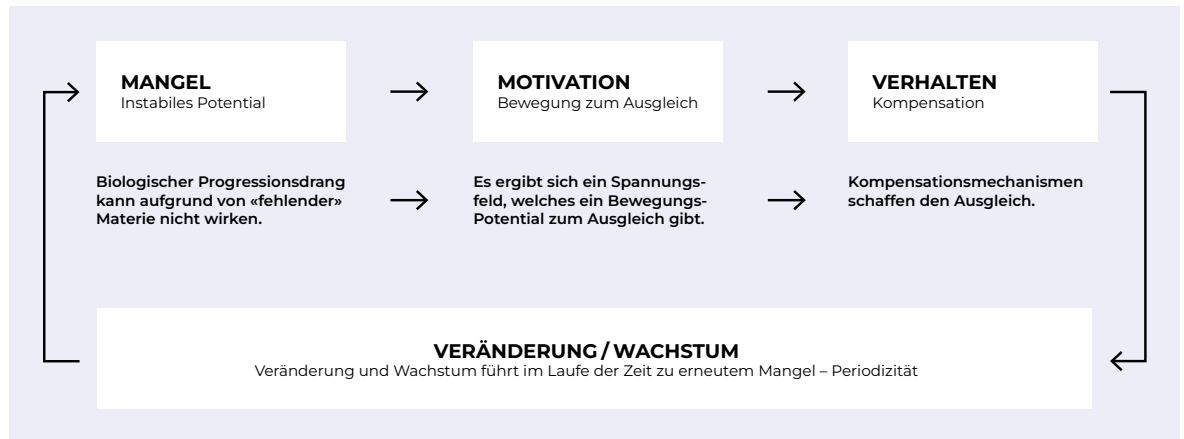 MANGEL
Instabiles Potential
MOTIVATION
Bewegung zum Ausgleich
VERHALTEN
Kompensation
Biologischer Progressionsdrang
kann aufgrund von «fehlender»
Materie nicht wirken.
Es ergibt sich ein Spannungs-
feld, welches ein Bewegungs-
Potential zum Ausgleich gibt.
Kompensationsmechanismen
schaffen den Ausgleich.
VERÄNDERUNG / WACHSTUM
Veränderung und Wachstum führt im Laufe der Zeit zu erneutem Mangel – Periodizität